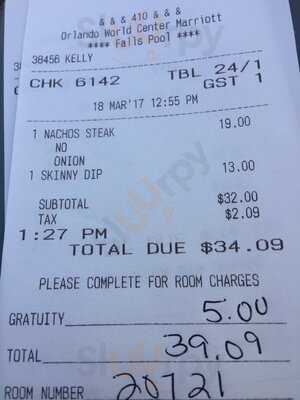 & & & 410 & & &
Orlando World Center Marriott
**** Falls Pool ****
38456 KELLY
CHK 6142 TBL 24/1
GST 1
18 MAR'17 12:55 PM
1 NACHOS STEAK 19.00
NO
ONION
1 SKINNY DIP 13.00
SUBTOTAL $32.00
TAX $2.09
1:27 PM
TOTAL DUE $34.09
PLEASE COMPLETE FOR ROOM CHARGES
GRATUITY 5.00
TOTAL 39.09
ROOM NUMBER 20721